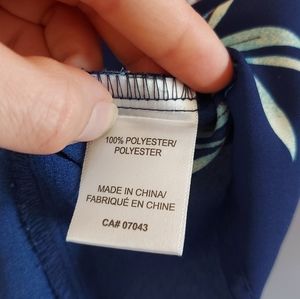 100% POLYESTER/
POLYESTER
MADE IN CHINA/
FABRIQUÉ EN CHINE
CA# 07043